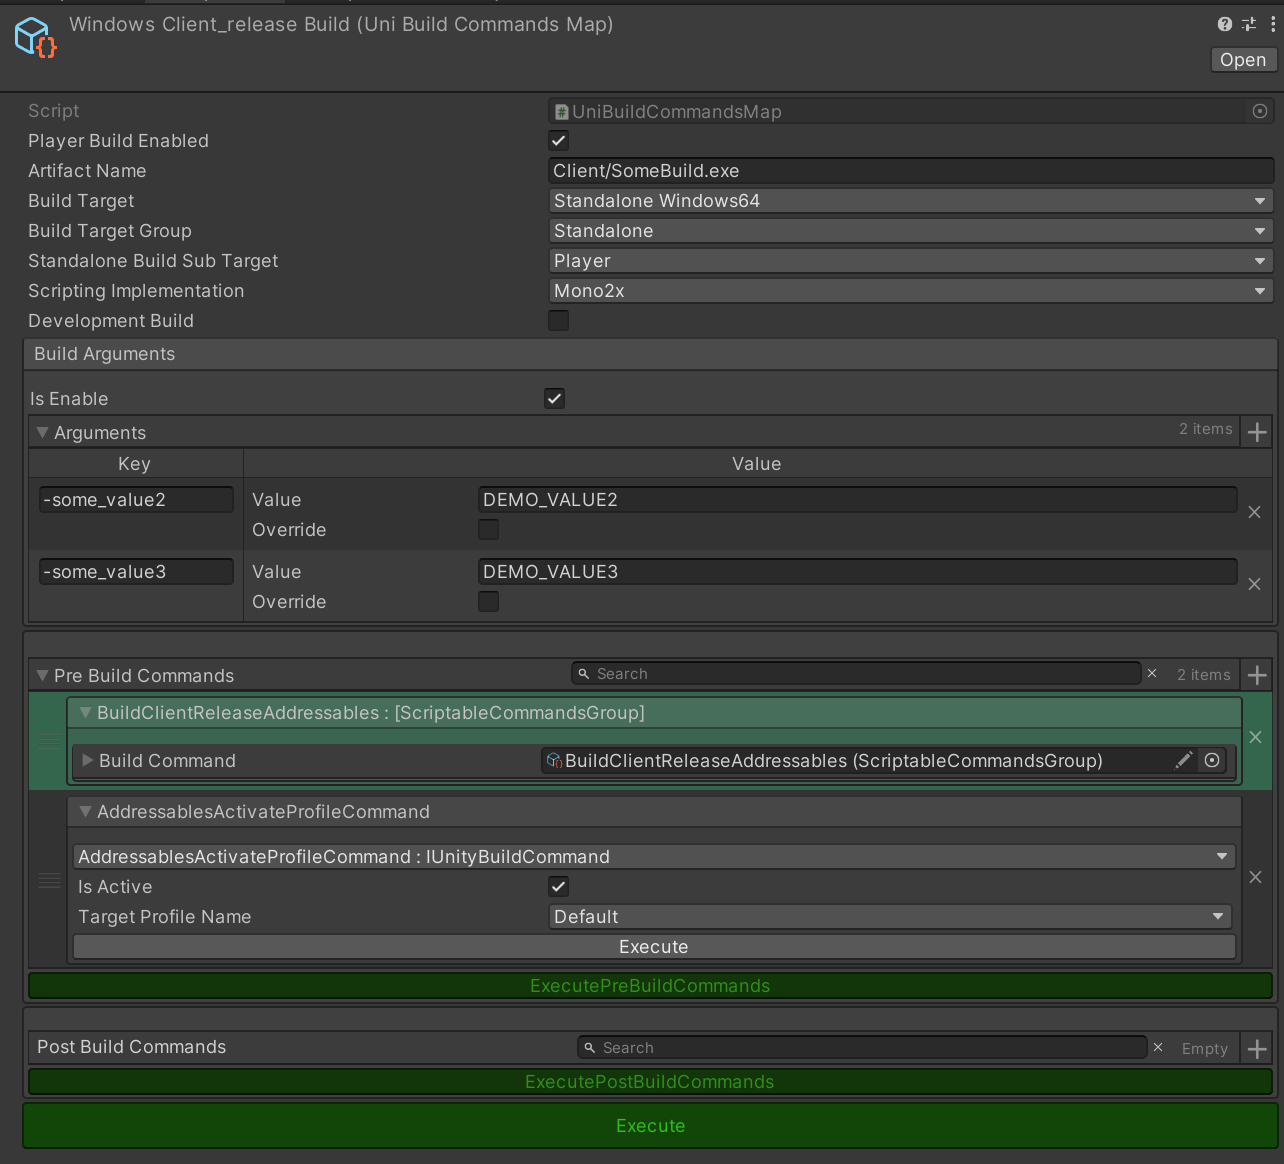 Windows Client_release Build (Uni Build Commands Map)
Open
Script UniBuildCommandsMap
Player Build Enabled
Artifact Name Client/SomeBuild.exe
Build Target Standalone Windows64
Build Target Group Standalone
Standalone Build Sub Target Player
Scripting Implementation Mono2x
Development Build
Build Arguments
Is Enable
Arguments 2 items
Key Value
-some_value2 Value DEMO_VALUE2
Override
-some_value3 Value DEMO_VALUE3
Override
Pre Build Commands Search 2 items
BuildClientReleaseAddressables : [ScriptableCommandsGroup]
Build Command BuildClientReleaseAddressables (ScriptableCommandsGroup)
AddressablesActivateProfileCommand
AddressablesActivateProfileCommand : IUnityBuildCommand
Is Active
Target Profile Name Default
Execute
ExecutePreBuildCommands
Post Build Commands Search Empty
ExecutePostBuildCommands
Execute